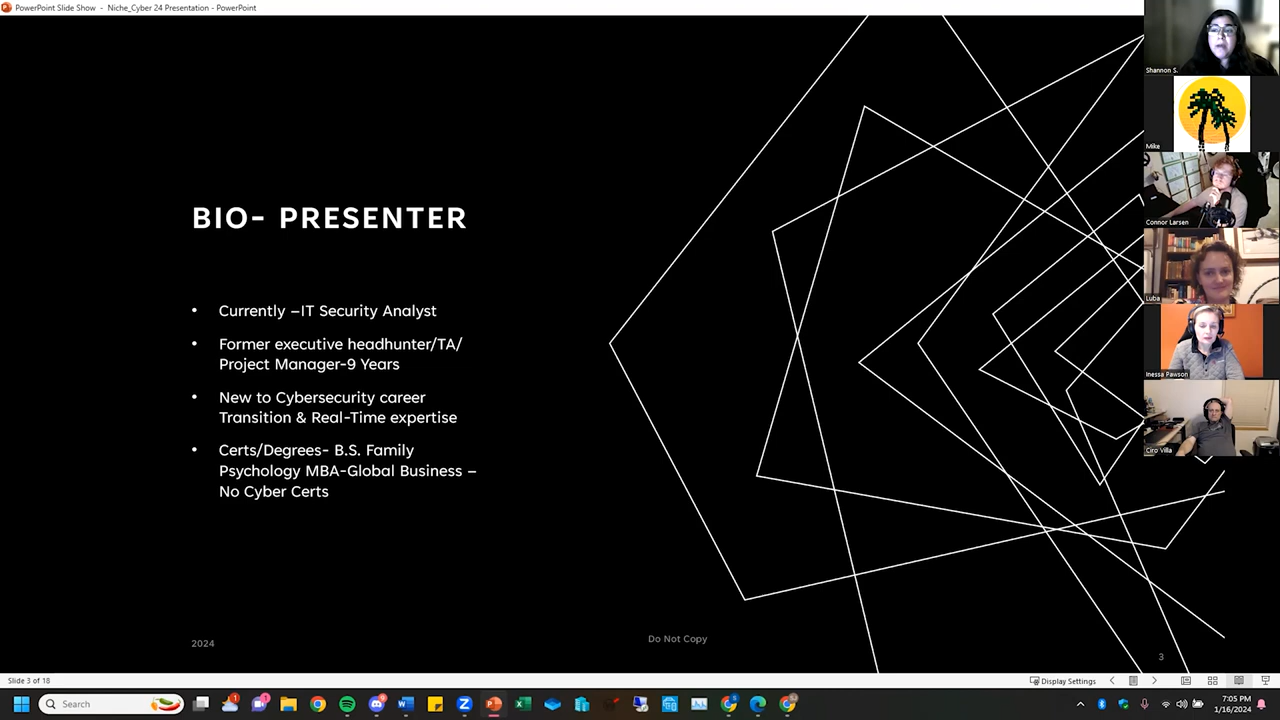 PowerPoint Slide Show - Niche_Cyber 24 Presentation - PowerPoint
BIO- PRESENTER
• Currently –IT Security Analyst
• Former executive headhunter/TA/
Project Manager-9 Years
• New to Cybersecurity career
Transition & Real-Time expertise
• Certs/Degrees- B.S. Family
Psychology MBA-Global Business –
No Cyber Certs
2024
Do Not Copy
3
Shannon S.
Mike
Connor Larsen
Luba
Inessa Pawson
Ciro Villa
Slide 3 of 18
Display Settings
Search
7:05 PM
1/16/2024